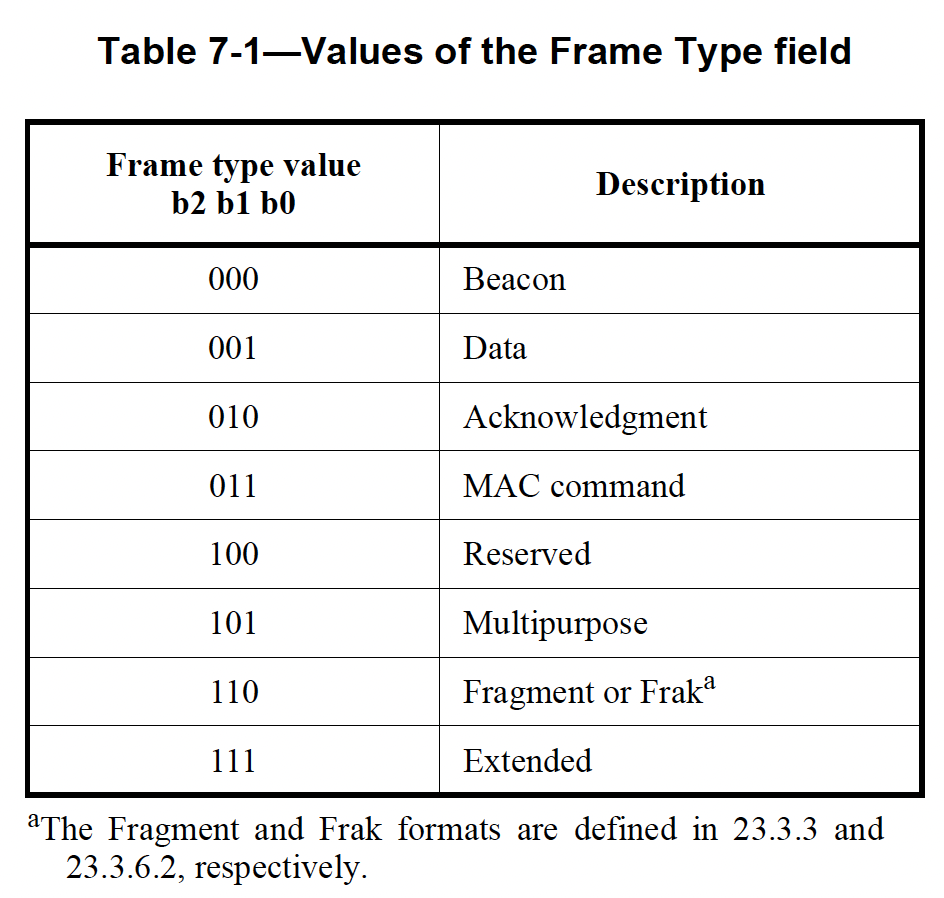 Table 7-1—Values of the Frame Type field
Frame type value
b2 b1 b0
Description
000 Beacon
001 Data
010 Acknowledgment
011 MAC command
100 Reserved
101 Multipurpose
110 Fragment or Frakª
111 Extended
ªThe Fragment and Frak formats are defined in 23.3.3 and
23.3.6.2, respectively.